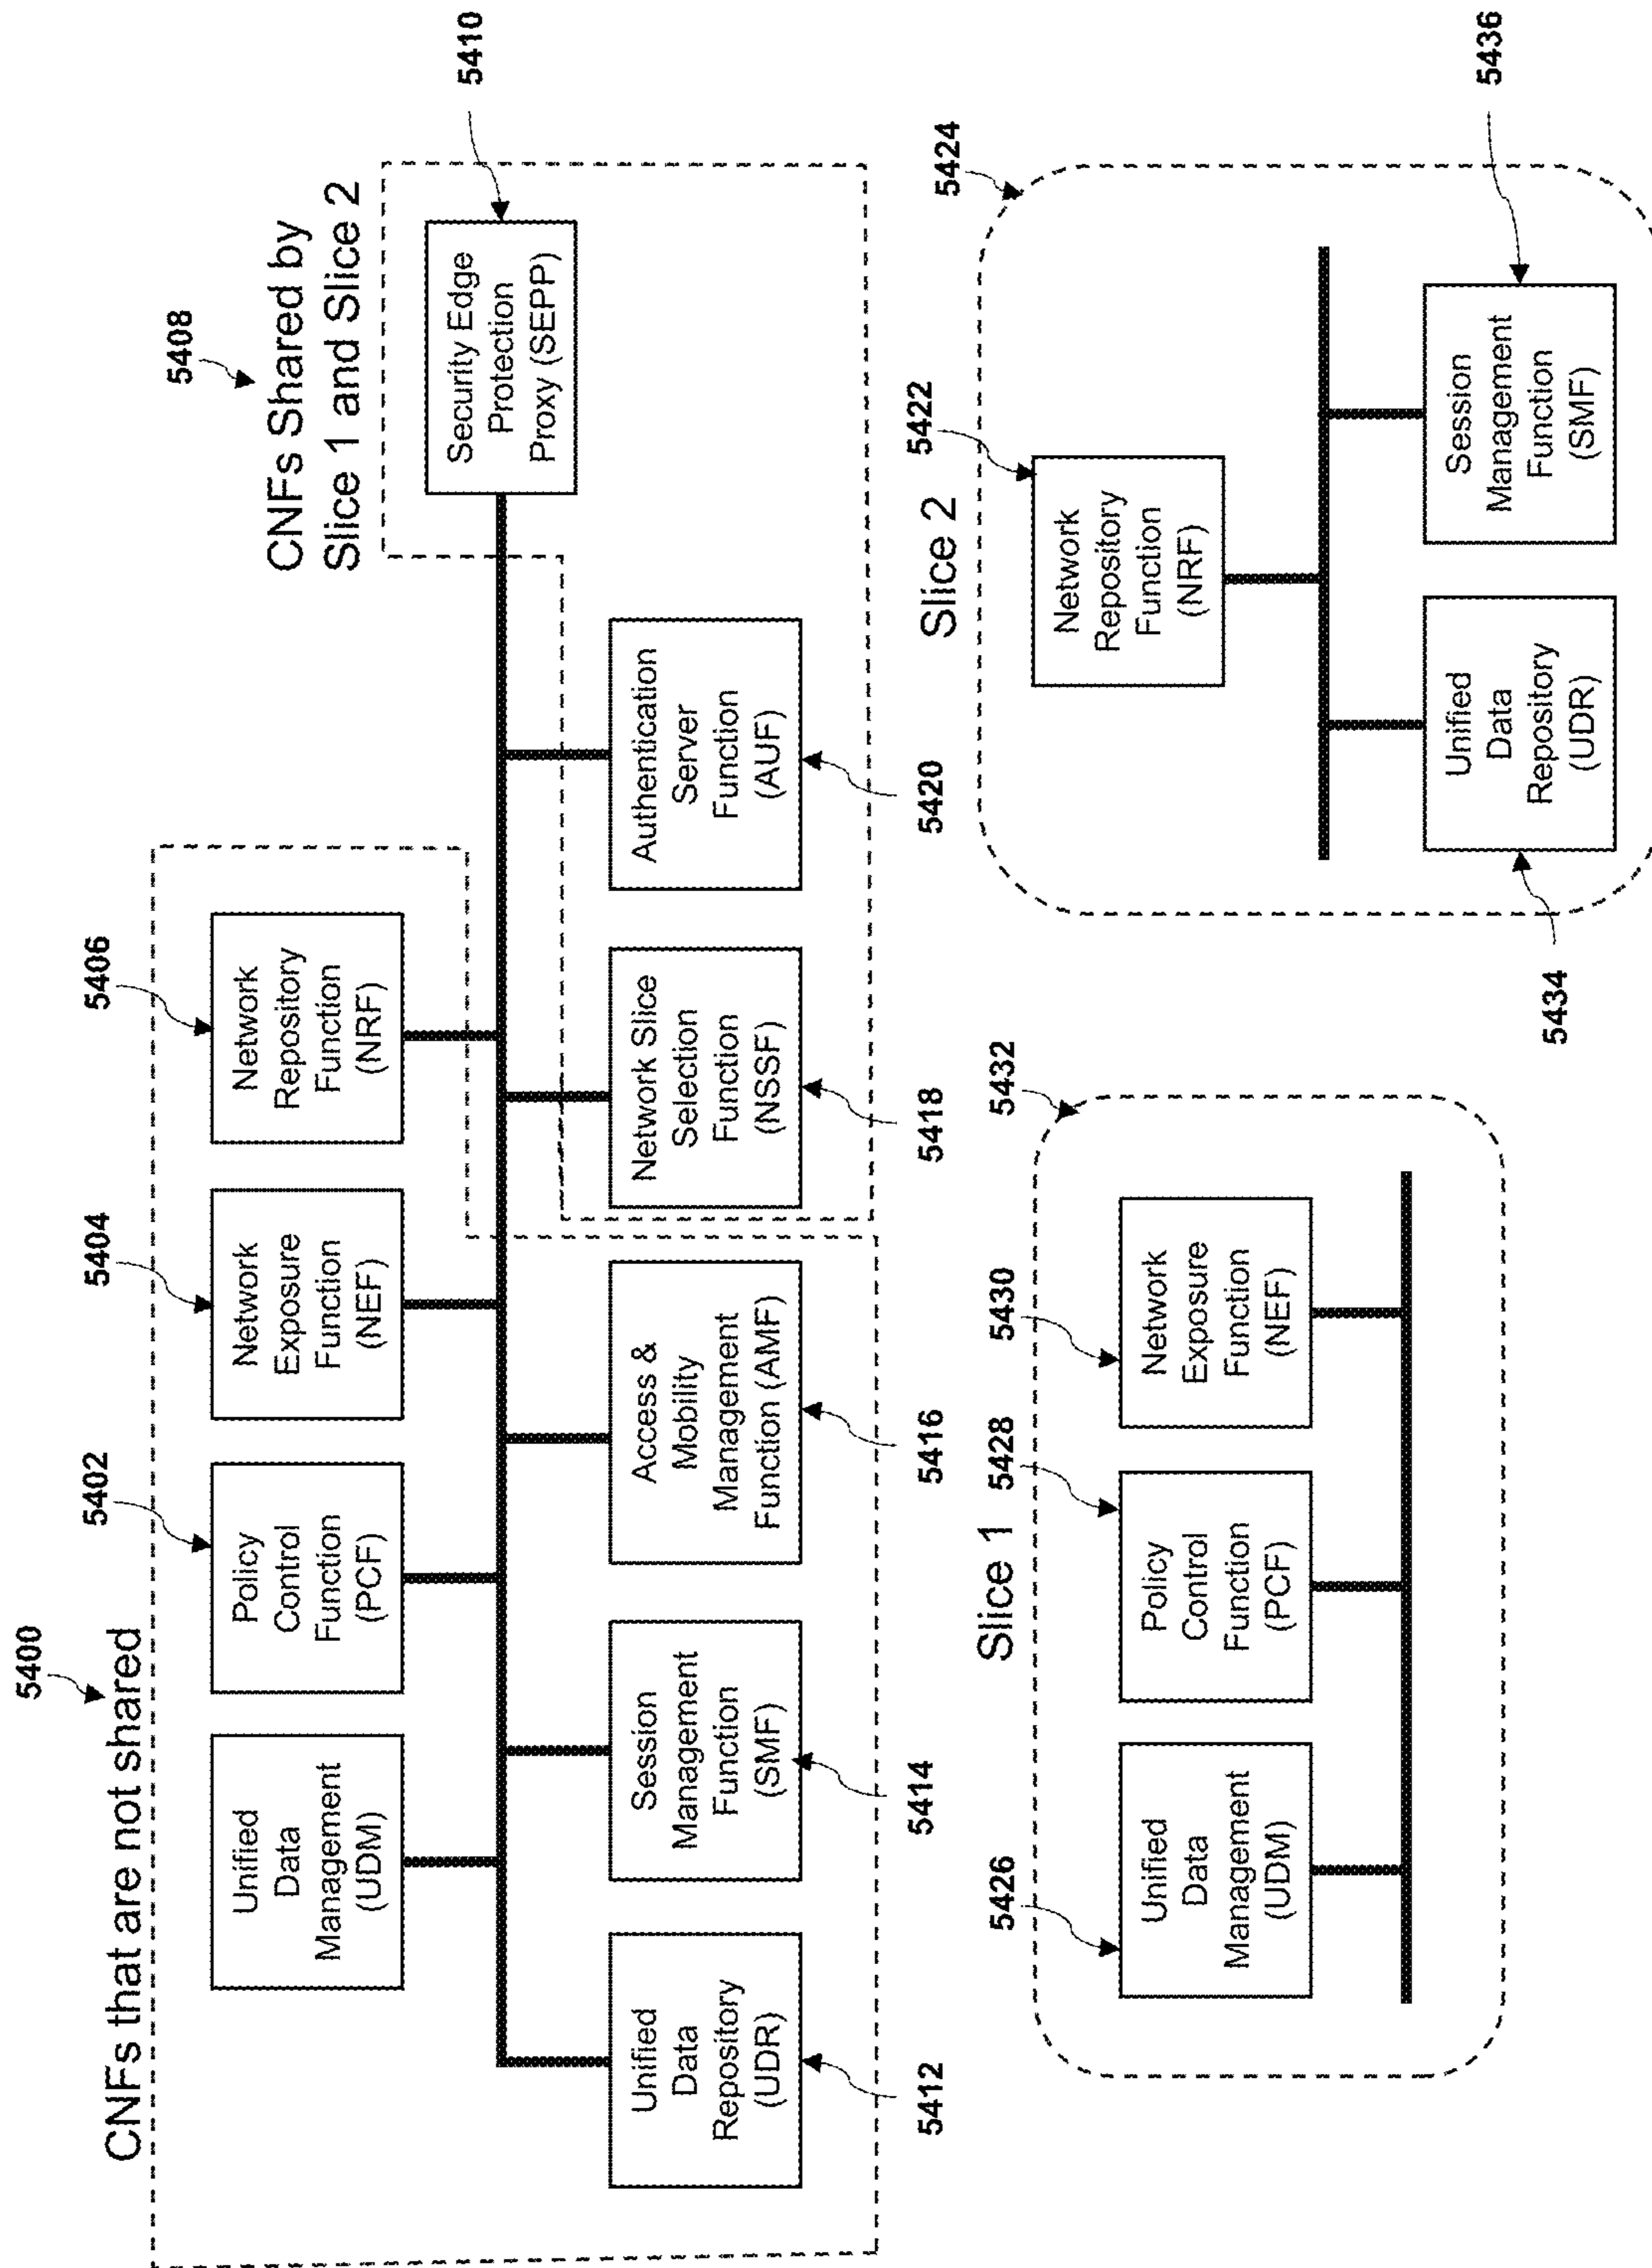 5400
CNFs that are not shared
Unified
Data
Management
(UDM)
5402
Policy
Control
Function
(PCF)
5404
Network
Exposure
Function
(NEF)
5406
Network
Repository
Function
(NRF)
5408
CNFs Shared by
Slice 1 and Slice 2
Security Edge
Protection
Proxy (SEPP)
5410
Unified
Data
Repository
(UDR)
5412
Session
Management
Function
(SMF)
5414
Access &
Mobility
Management
Function (AMF)
5416
Network Slice
Selection
Function
(NSSF)
5418
Authentication
Server
Function
(AUF)
5420
Slice 1
5432
5426
Unified
Data
Management
(UDM)
5428
Policy
Control
Function
(PCF)
5430
Network
Exposure
Function
(NEF)
Slice 2
5424
5422
Network
Repository
Function
(NRF)
Unified
Data
Repository
(UDR)
5434
Session
Management
Function
(SMF)
5436